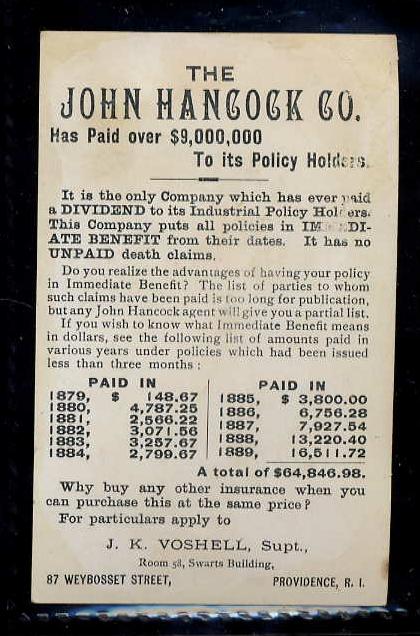 THE
JOHN HANCOCK CO.
Has Paid over $9,000,000
To its Policy Holders.
It is the only Company which has ever paid
a DIVIDEND to its Industrial Policy Holders.
This Company puts all policies in IMMEDI-
ATE BENEFIT from their dates. It has no
UNPAID death claims.
Do you realize the advantages of having your policy
in Immediate Benefit? The list of parties to whom
such claims have been paid is too long for publication,
but any John Hancock agent will give you a partial list.
If you wish to know what Immediate Benefit means
in dollars, see the following list of amounts paid in
various years under policies which had been issued
less than three months:
PAID IN
1879, $ 148.67
1880, 4,787.25
1881, 2,566.22
1882, 3,071.56
1883, 3,257.67
1884, 2,799.67
PAID IN
1885, $ 3,800.00
1886, 6,756.28
1887, 7,927.54
1888, 13,220.40
1889, 16,511.72
A total of $64,846.98.
Why buy any other insurance when you
can purchase this at the same price?
For particulars apply to
J. K. VOSHELL, Supt.,
Room 58, Swarts Building,
87 WEYBOSSET STREET, PROVIDENCE, R. I.